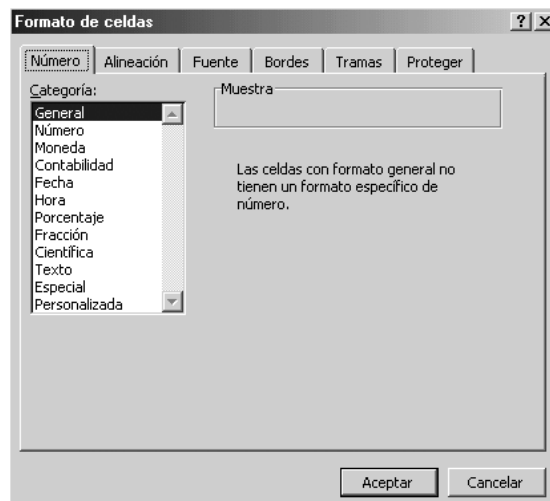 Formato de celdas
Número Alineación Fuente Bordes Tramas Proteger
Categoría:
General
Número
Moneda
Contabilidad
Fecha
Hora
Porcentaje
Fracción
Científica
Texto
Especial
Personalizada
Muestra
Las celdas con formato general no
tienen un formato específico de
número.
Aceptar Cancelar